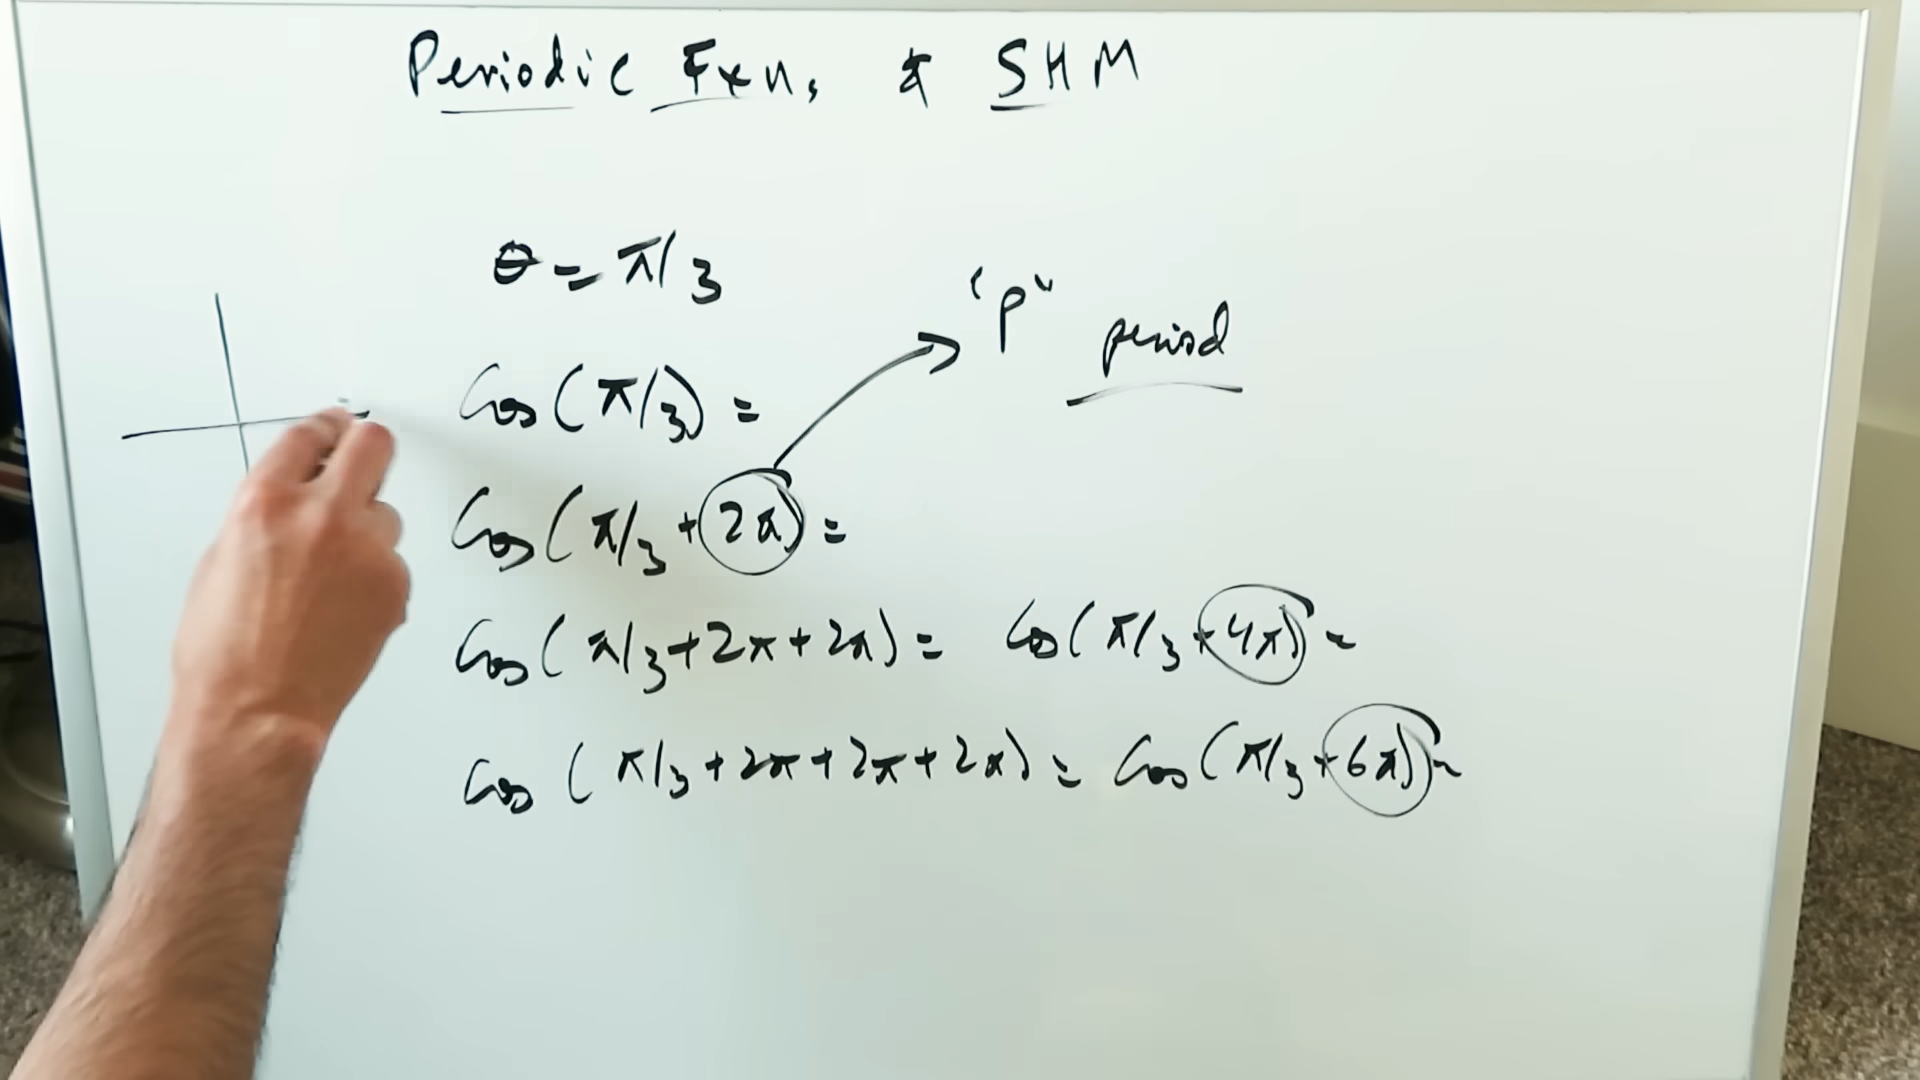 Periodic Fxn, & SHM
θ = π/3
"P" period
Cos(π/3) =
Cos(π/3 + 2π) =
Cos(π/3 + 2π + 2π) = Cos(π/3 + 4π) =
Cos(π/3 + 2π + 2π + 2π) = Cos(π/3 + 6π) =